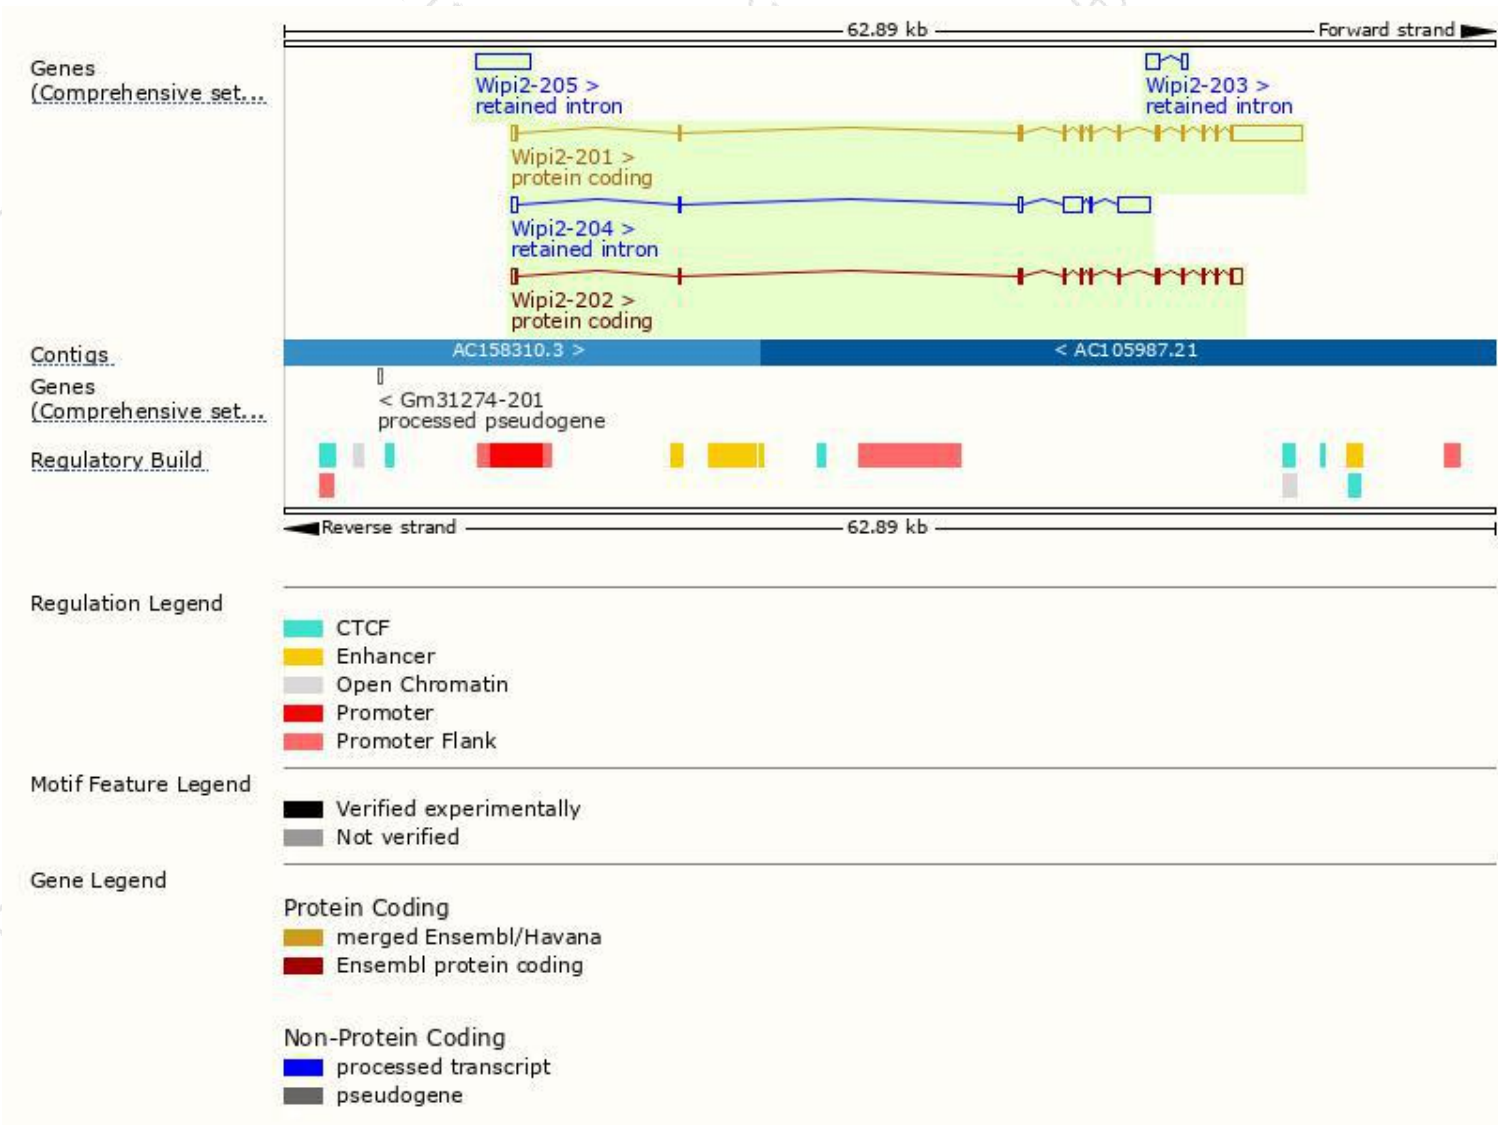 62.89 kb Forward strand
Genes
(Comprehensive set...
Wipi2-205 > Wipi2-203 >
retained intron retained intron
Wipi2-201 >
protein coding
Wipi2-204 >
retained intron
Wipi2-202 >
protein coding
Contigs AC158310.3 > < AC105987.21
Genes
(Comprehensive set...
< Gm31274-201
processed pseudogene
Regulatory Build
Reverse strand 62.89 kb
Regulation Legend
CTCF
Enhancer
Open Chromatin
Promoter
Promoter Flank
Motif Feature Legend
Verified experimentally
Not verified
Gene Legend
Protein Coding
merged Ensembl/Havana
Ensembl protein coding
Non-Protein Coding
processed transcript
pseudogene